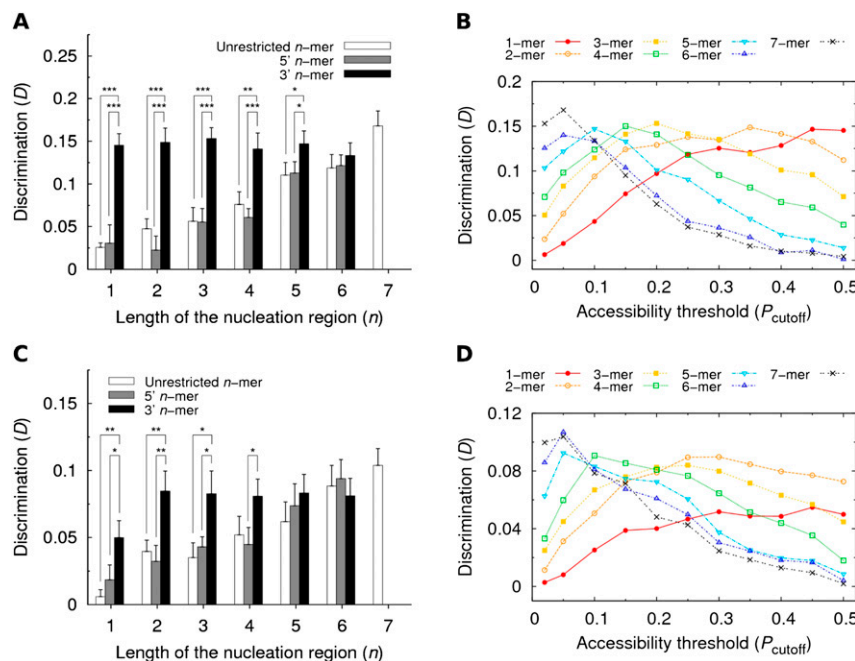 A
Discrimination (D)
0.25
0.2
0.15
0.1
0.05
0
Unrestricted n-mer
5' n-mer
3' n-mer
*** *** *** ** *
*** *** *** *** *
1 2 3 4 5 6 7
Length of the nucleation region (n)
B
1-mer 3-mer 5-mer 7-mer
2-mer 4-mer 6-mer
Discrimination (D)
0.2
0.15
0.1
0.05
0
0 0.1 0.2 0.3 0.4 0.5
Accessibility threshold (Pcutoff)
C
Discrimination (D)
0.15
0.1
0.05
0
Unrestricted n-mer
5' n-mer
3' n-mer
** ** * *
* ** *
1 2 3 4 5 6 7
Length of the nucleation region (n)
D
1-mer 3-mer 5-mer 7-mer
2-mer 4-mer 6-mer
Discrimination (D)
0.12
0.08
0.04
0
0 0.1 0.2 0.3 0.4 0.5
Accessibility threshold (Pcutoff)